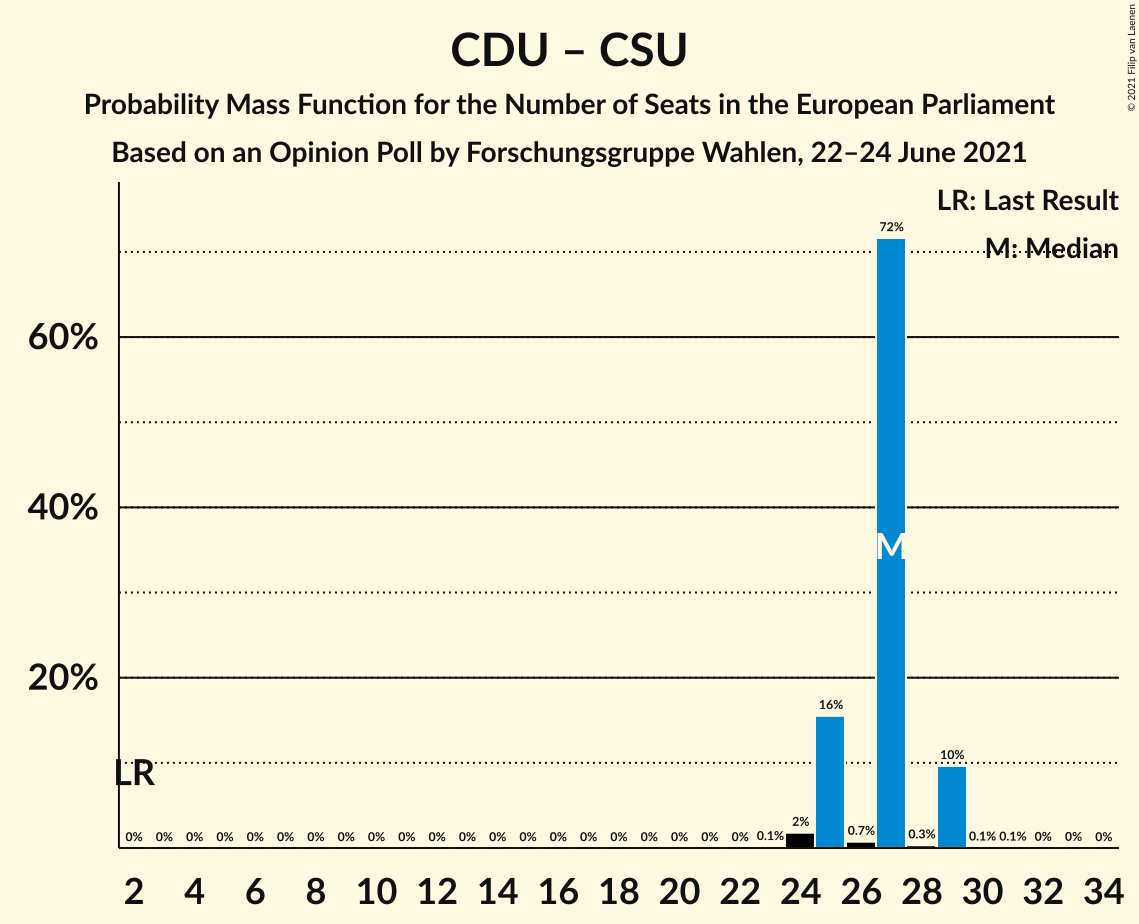 CDU – CSU
Probability Mass Function for the Number of Seats in the European Parliament
Based on an Opinion Poll by Forschungsgruppe Wahlen, 22–24 June 2021
© 2021 Filip van Laenen
LR: Last Result
M: Median
72%
60%
40%
M
20%
16%
LR
10%
0% 0% 0% 0% 0% 0% 0% 0% 0% 0% 0% 0% 0% 0% 0% 0% 0% 0% 0% 0% 0% 0.1% 2% 0.7% 0.3% 0.1% 0.1% 0% 0% 0%
2 4 6 8 10 12 14 16 18 20 22 24 26 28 30 32 34